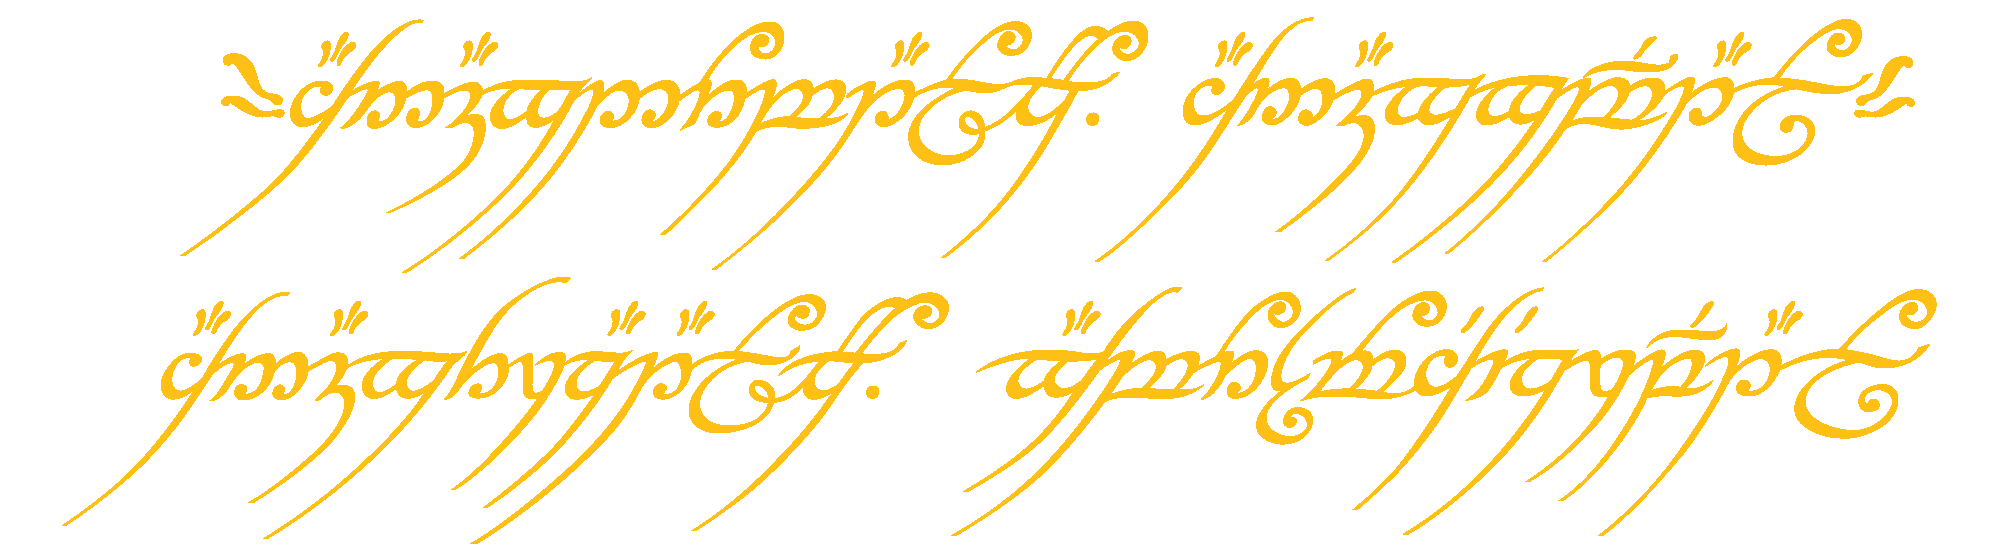 Ash nazg durbatulûk, ash nazg gimbatul,
ash nazg thrakatulûk, agh burzum-ishi krimpatul.